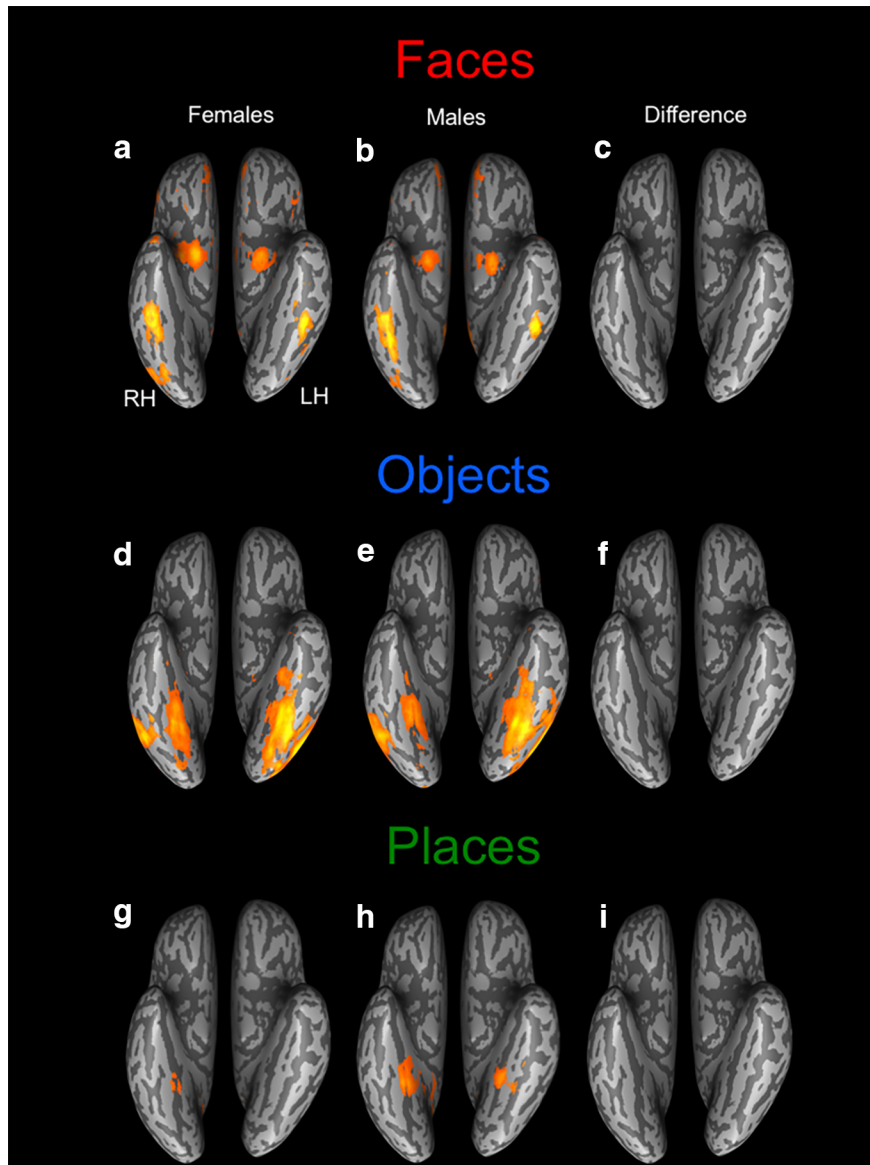 Faces
Females Males Difference
a b c
RH LH
Objects
d e f
Places
g h i